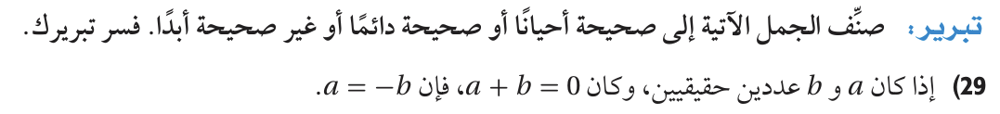 تبرير: صنِّف الجمل الآتية إلى صحيحة أحيانًا أو صحيحة دائمًا أو غير صحيحة أبدًا. فسر تبريرك.
29) إذا كان a و b عددين حقيقيين، وكان a + b = 0، فإن a = −b.